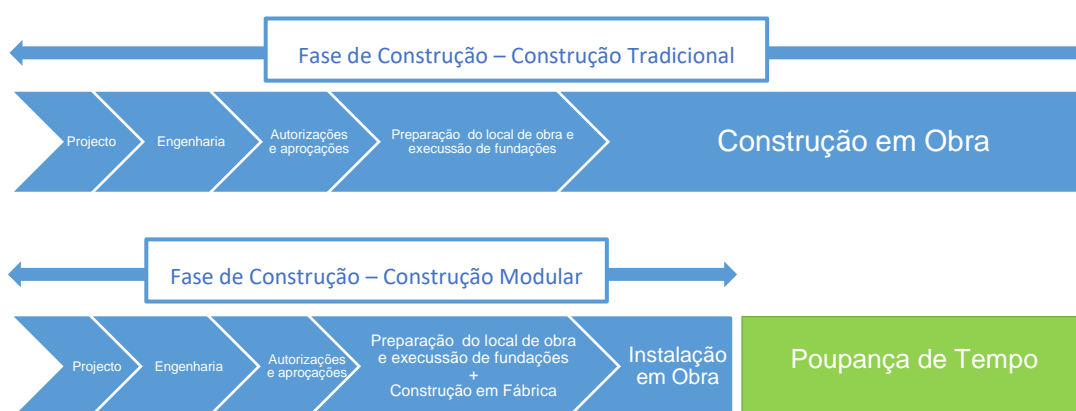 Fase de Construção – Construção Tradicional
Projecto
Engenharia
Autorizações
e aproçações
Preparação do local de obra e
execussão de fundações
Construção em Obra
Fase de Construção – Construção Modular
Projecto
Engenharia
Autorizações
e aproçações
Preparação do local de obra
e execussão de fundações
+
Construção em Fábrica
Instalação
em Obra
Poupança de Tempo